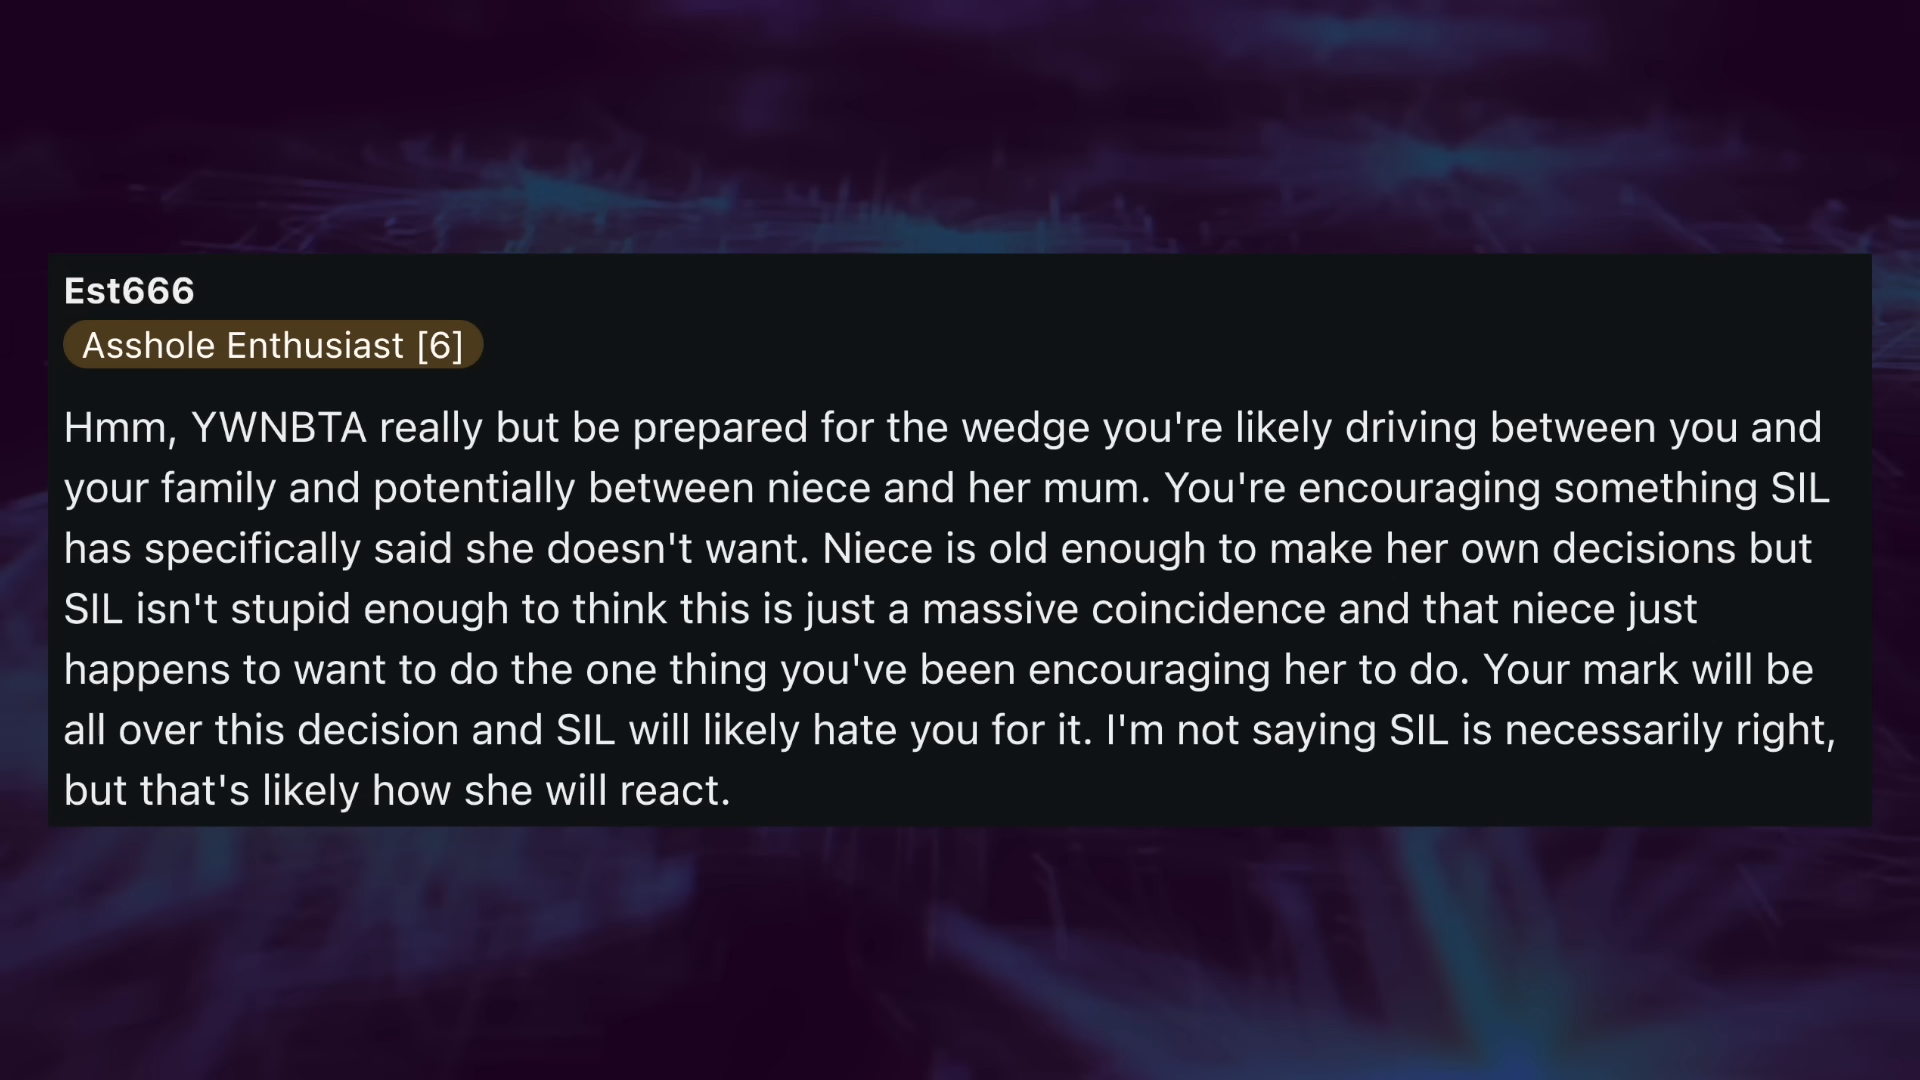 Est666
Asshole Enthusiast [6]
Hmm, YWNBTA really but be prepared for the wedge you're likely driving between you and
your family and potentially between niece and her mum. You're encouraging something SIL
has specifically said she doesn't want. Niece is old enough to make her own decisions but
SIL isn't stupid enough to think this is just a massive coincidence and that niece just
happens to want to do the one thing you've been encouraging her to do. Your mark will be
all over this decision and SIL will likely hate you for it. I'm not saying SIL is necessarily right,
but that's likely how she will react.